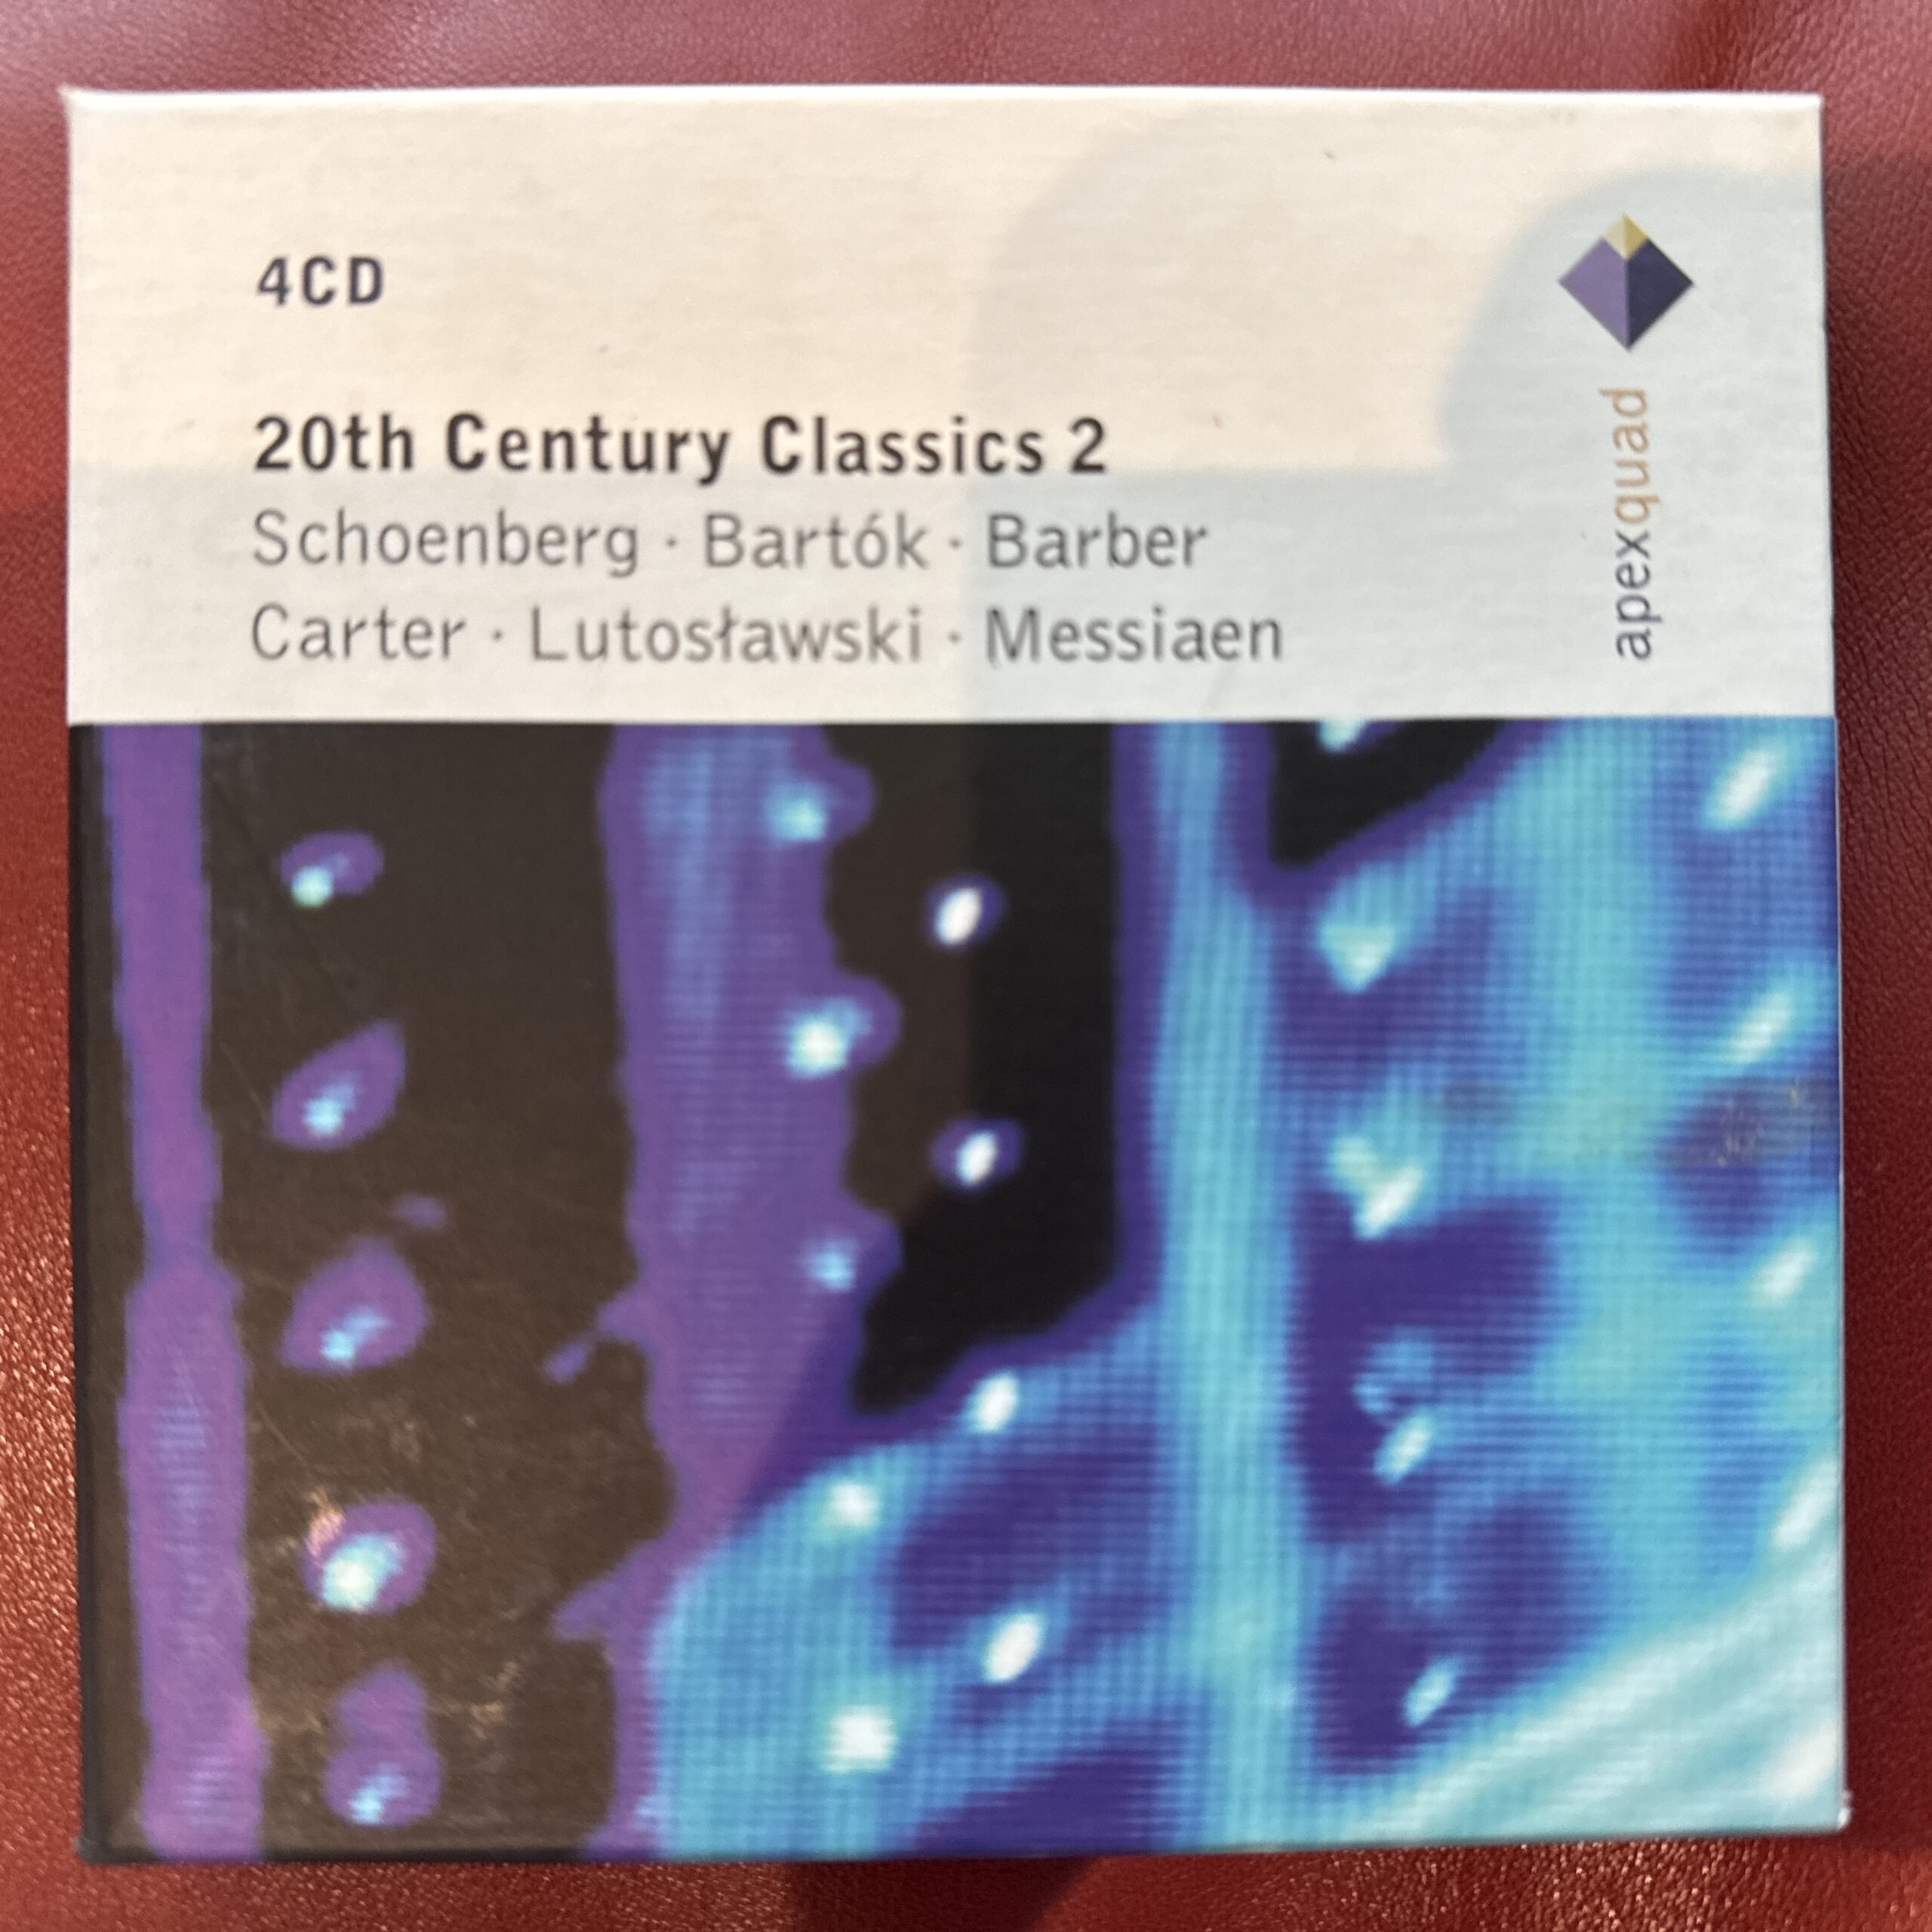 4CD
20th Century Classics 2
Schoenberg · Bartók · Barber
Carter · Lutosławski · Messiaen
apexquad